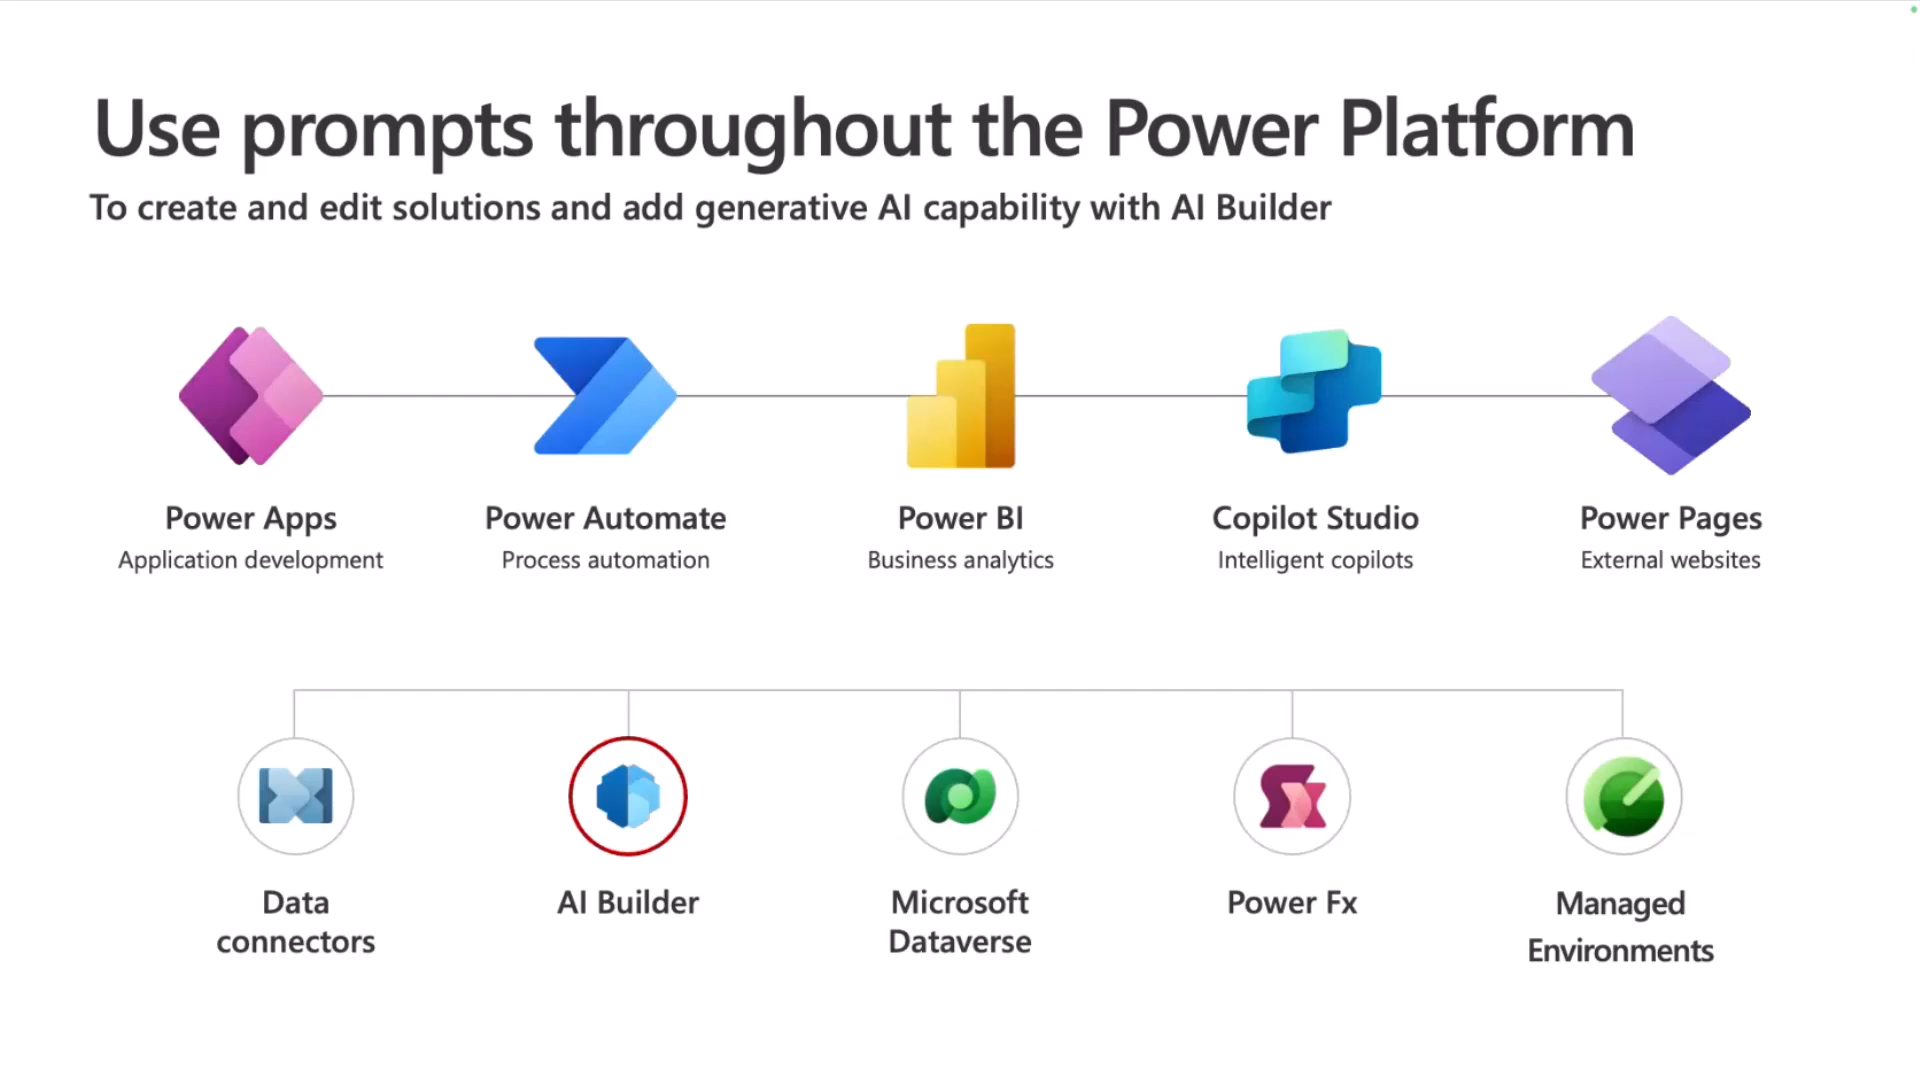 Use prompts throughout the Power Platform
To create and edit solutions and add generative AI capability with AI Builder
Power Apps
Application development
Power Automate
Process automation
Power BI
Business analytics
Copilot Studio
Intelligent copilots
Power Pages
External websites
Data
connectors
AI Builder
Microsoft
Dataverse
Power Fx
Managed
Environments